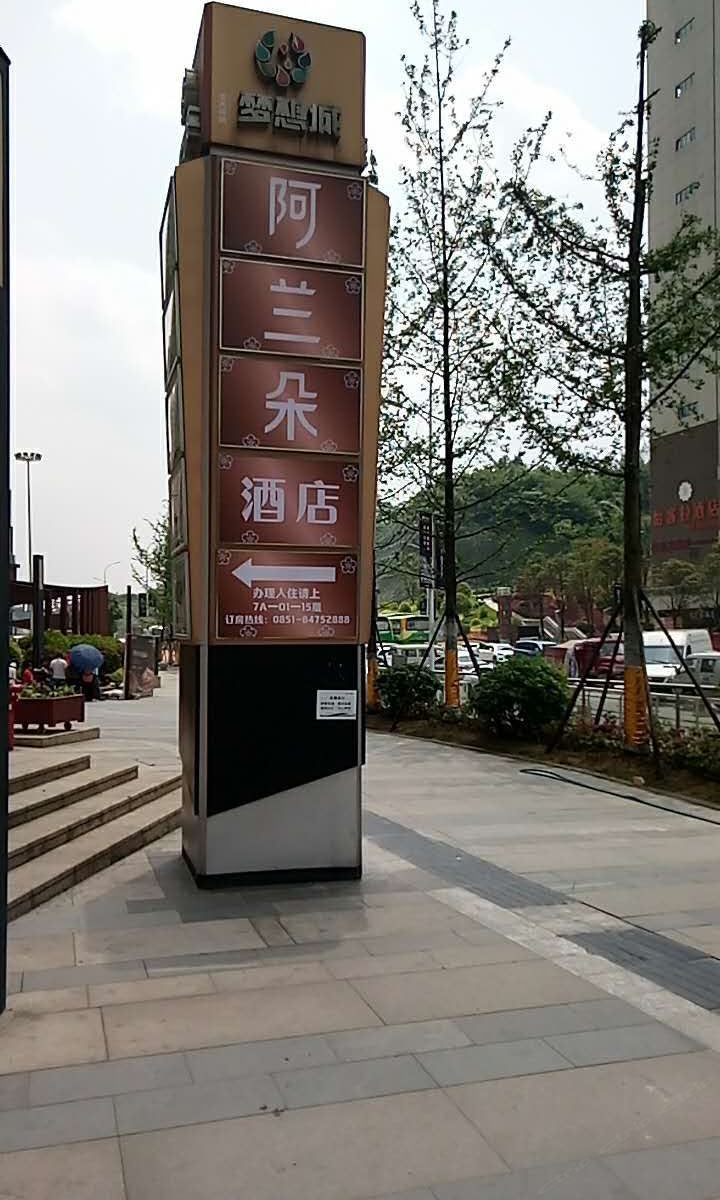 梦想城
阿
兰
朵
酒店
办理入住请上
7A—01—15层
订房热线：0851-84752888